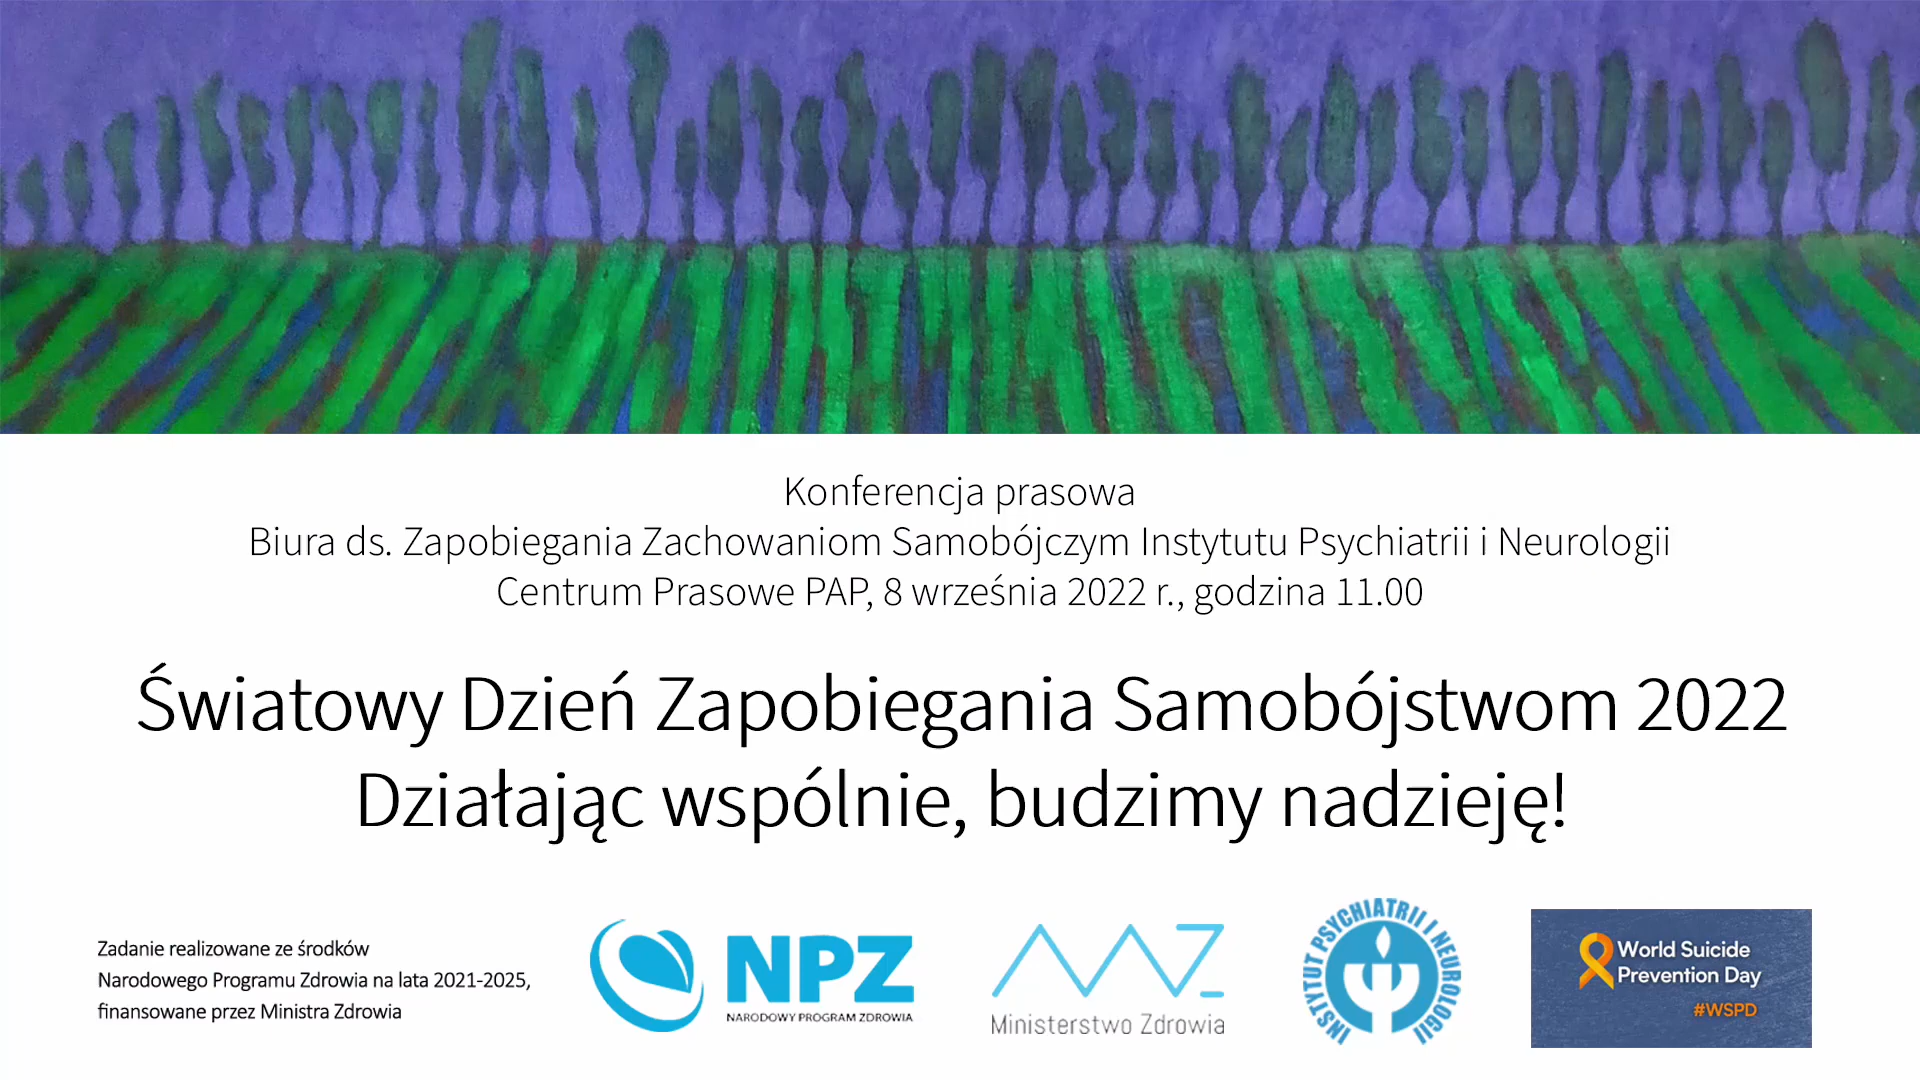 Konferencja prasowa
Biura ds. Zapobiegania Zachowaniom Samobójczym Instytutu Psychiatrii i Neurologii
Centrum Prasowe PAP, 8 września 2022 r., godzina 11.00
Światowy Dzień Zapobiegania Samobójstwom 2022
Działając wspólnie, budzimy nadzieję!
Zadanie realizowane ze środków
Narodowego Programu Zdrowia na lata 2021-2025,
finansowane przez Ministra Zdrowia
NPZ
NARODOWY PROGRAM ZDROWIA
MZ
Ministerstwo Zdrowia
INSTYTUT PSYCHIATRII I NEUROLOGII
World Suicide
Prevention Day
#WSPD